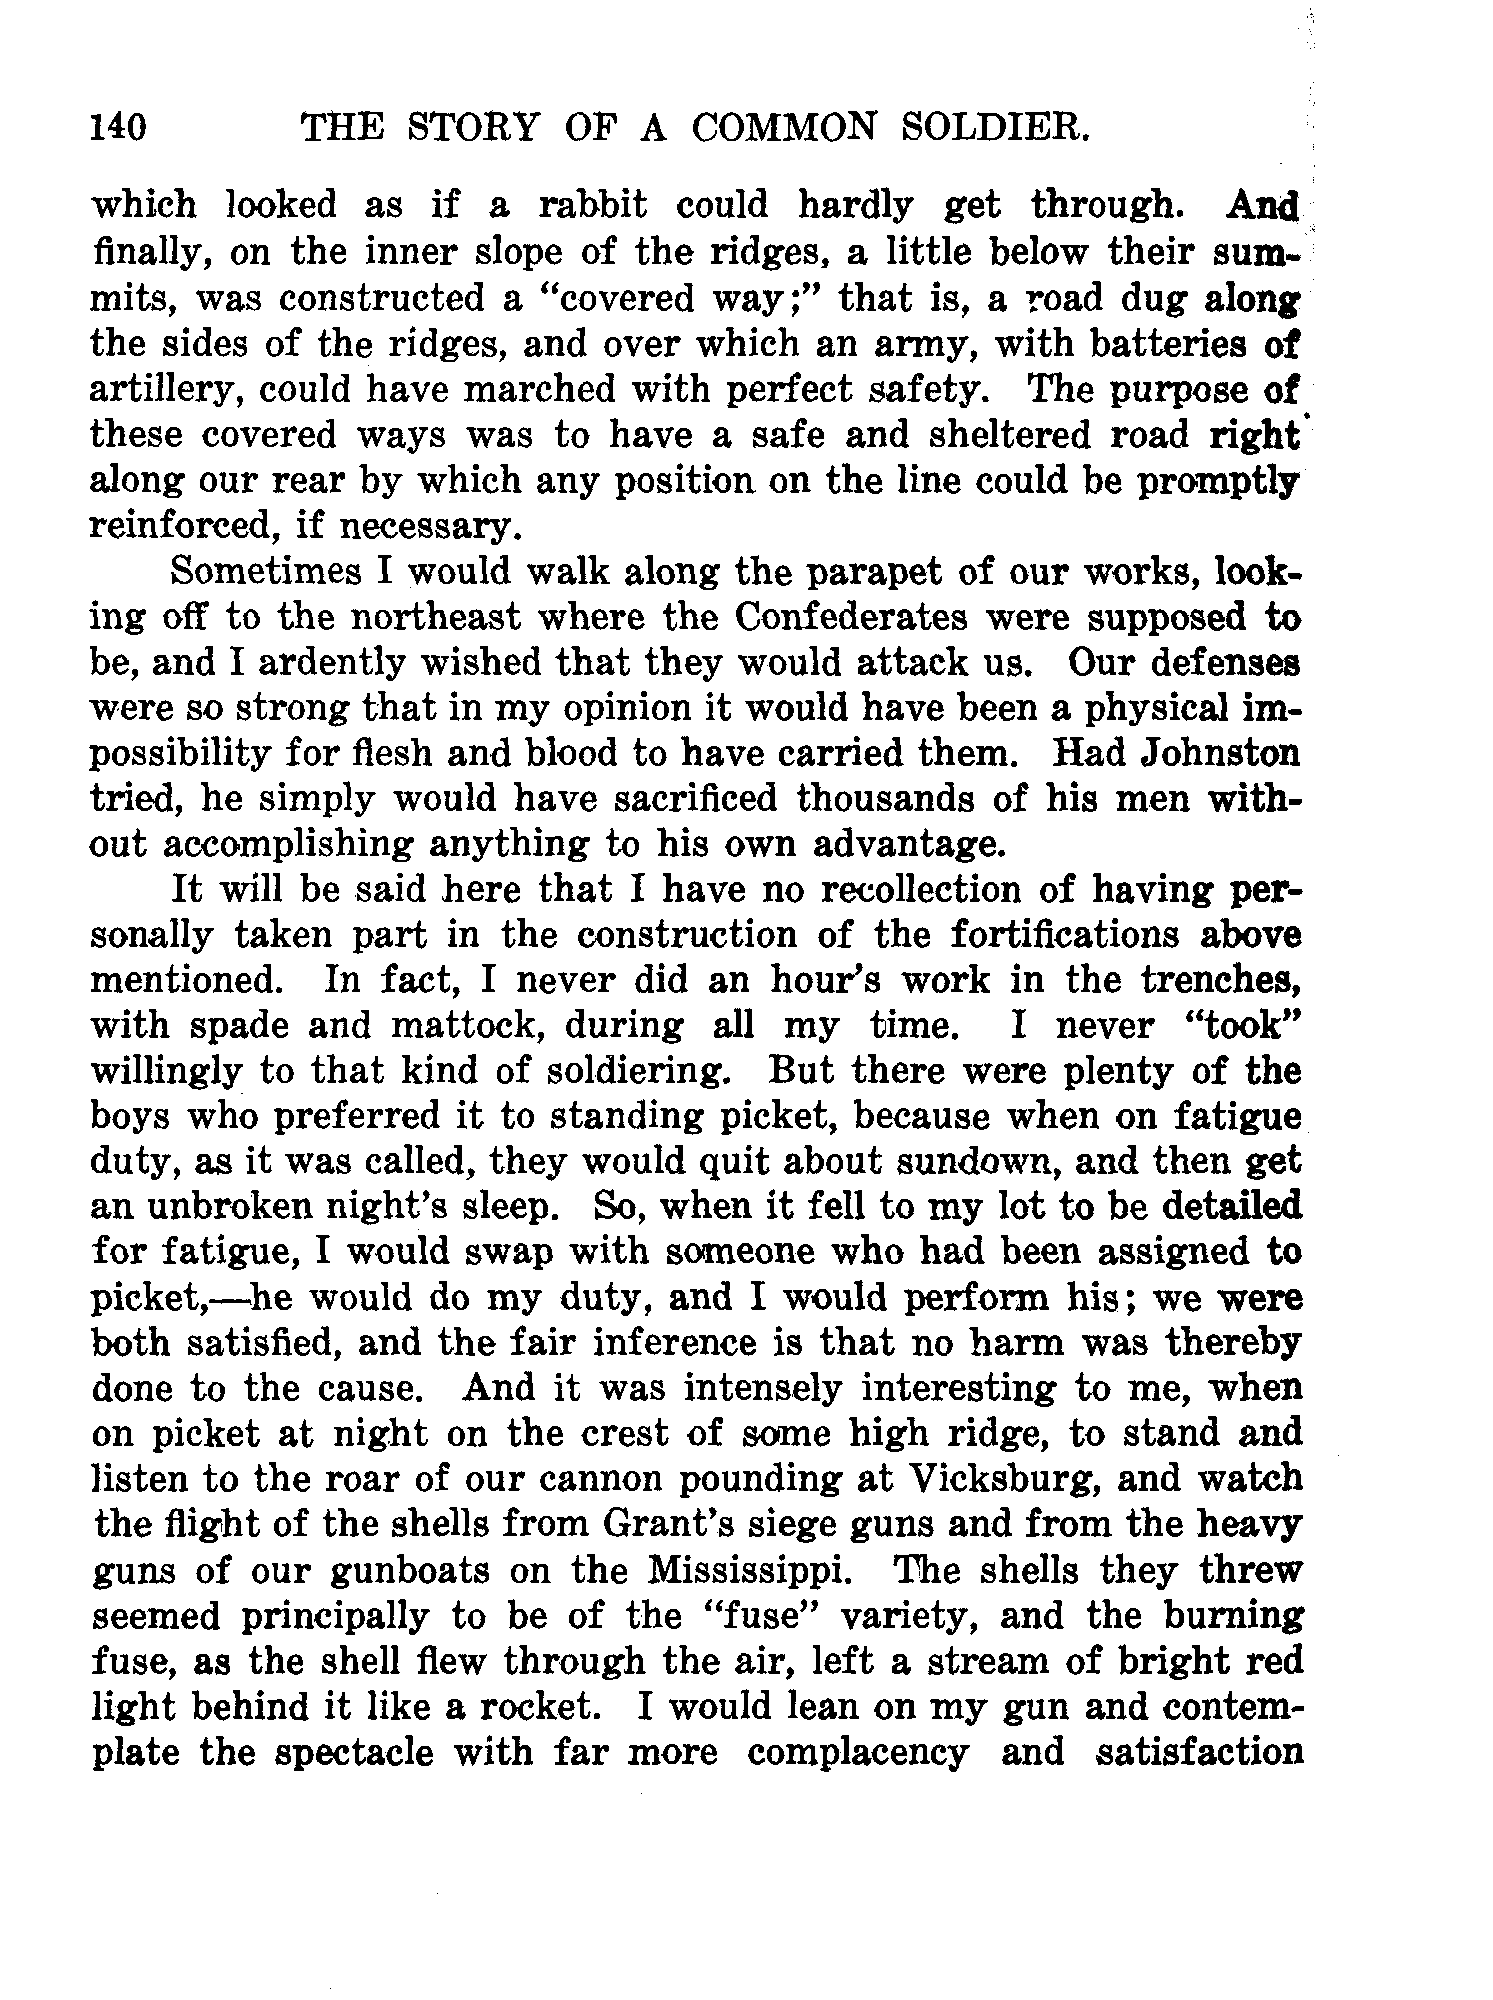 140 THE STORY OF A COMMON SOLDIER.
which looked as if a rabbit could hardly get through. And
finally, on the inner slope of the ridges, a little below their sum-
mits, was constructed a “covered way;” that is, a road dug along
the sides of the ridges, and over which an army, with batteries of
artillery, could have marched with perfect safety. The purpose of
these covered ways was to have a safe and sheltered road right
along our rear by which any position on the line could be promptly
reinforced, if necessary.
Sometimes I would walk along the parapet of our works, look-
ing off to the northeast where the Confederates were supposed to
be, and I ardently wished that they would attack us. Our defenses
were so strong that in my opinion it would have been a physical im-
possibility for flesh and blood to have carried them. Had Johnston
tried, he simply would have sacrificed thousands of his men with-
out accomplishing anything to his own advantage.
It will be said here that I have no recollection of having per-
sonally taken part in the construction of the fortifications above
mentioned. In fact, I never did an hour’s work in the trenches,
with spade and mattock, during all my time. I never “took”
willingly to that kind of soldiering. But there were plenty of the
boys who preferred it to standing picket, because when on fatigue
duty, as it was called, they would quit about sundown, and then get
an unbroken night’s sleep. So, when it fell to my lot to be detailed
for fatigue, I would swap with someone who had been assigned to
picket,—he would do my duty, and I would perform his; we were
both satisfied, and the fair inference is that no harm was thereby
done to the cause. And it was intensely interesting to me, when
on picket at night on the crest of some high ridge, to stand and
listen to the roar of our cannon pounding at Vicksburg, and watch
the flight of the shells from Grant’s siege guns and from the heavy
guns of our gunboats on the Mississippi. The shells they threw
seemed principally to be of the “fuse” variety, and the burning
fuse, as the shell flew through the air, left a stream of bright red
light behind it like a rocket. I would lean on my gun and contem-
plate the spectacle with far more complacency and satisfaction